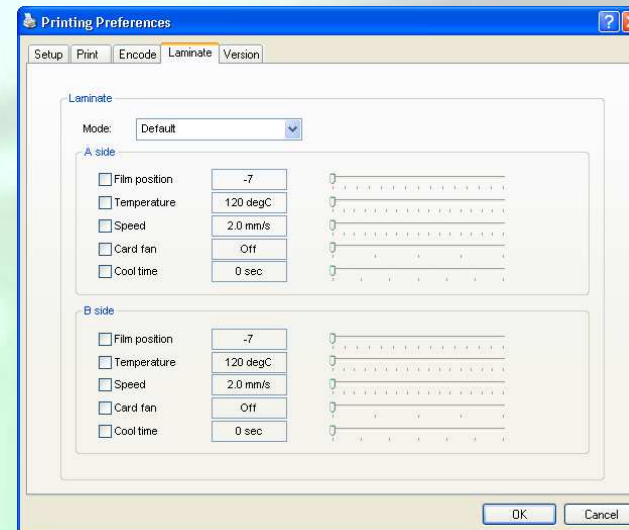 Printing Preferences
Setup Print Encode Laminate Version
Laminate
Mode: Default
A side
Film position -7
Temperature 120 degC
Speed 2.0 mm/s
Card fan Off
Cool time 0 sec
B side
Film position -7
Temperature 120 degC
Speed 2.0 mm/s
Card fan Off
Cool time 0 sec
OK Cancel